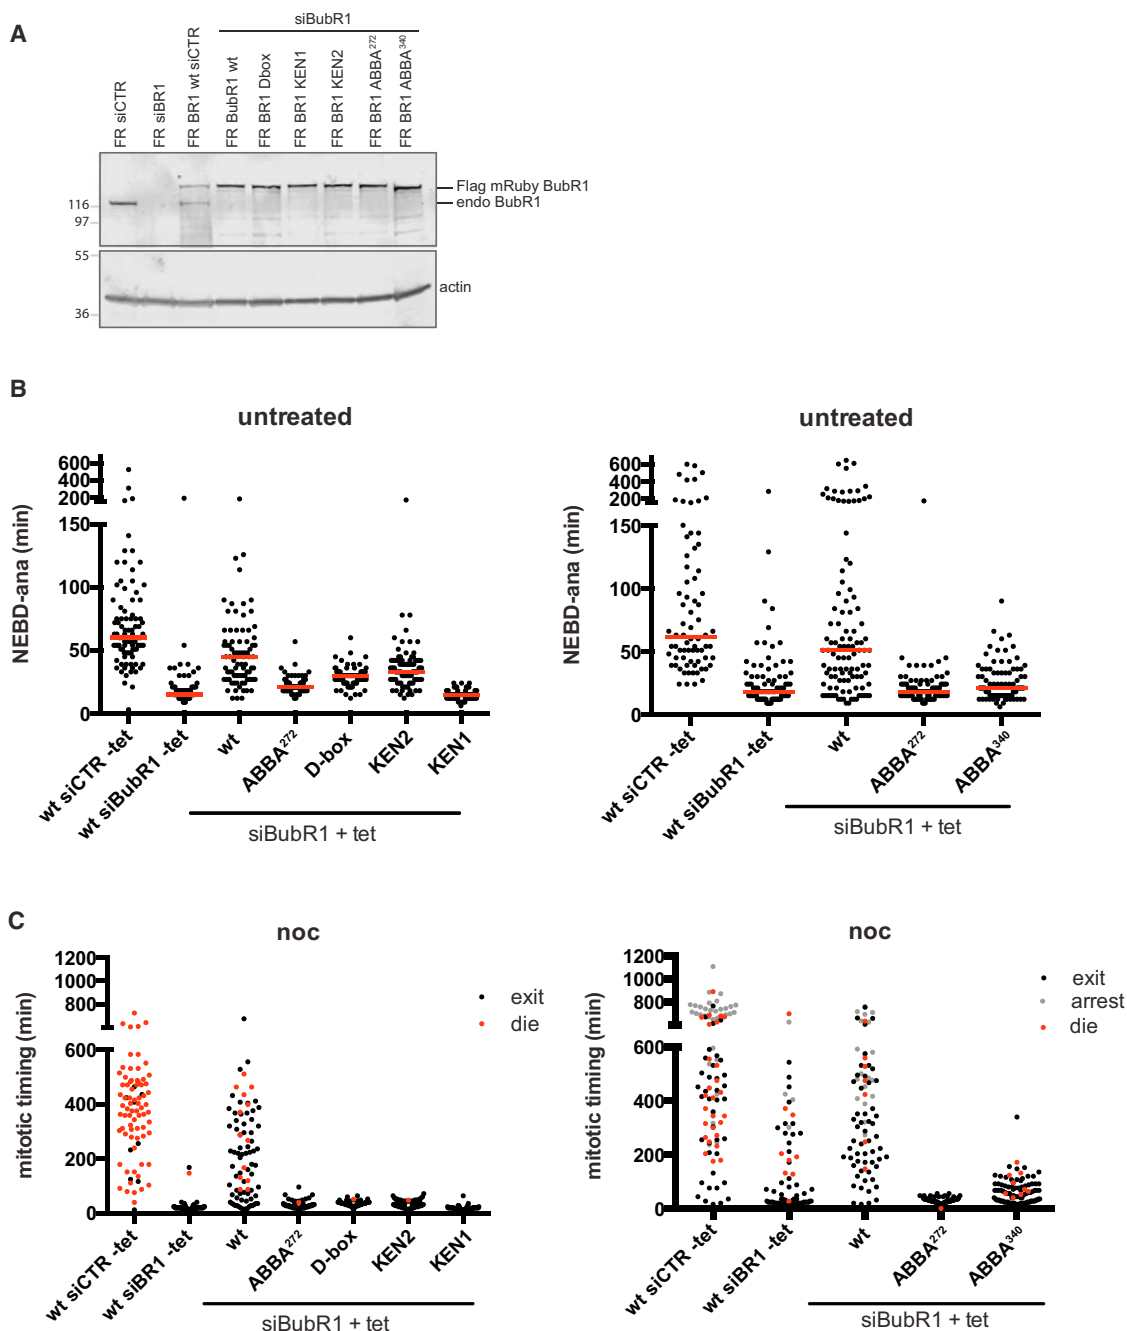 A
siBubR1
FR siCTR
FR siBR1
FR BR1 wt siCTR
FR BubR1 wt
FR BR1 Dbox
FR BR1 KEN1
FR BR1 KEN2
FR BR1 ABBA²⁷²
FR BR1 ABBA³⁴⁰
116
97
Flag mRuby BubR1
endo BubR1
55
36
actin
B
untreated
NEBD-ana (min)
600
400
200
150
100
50
0
wt siCTR -tet
wt siBubR1 -tet
wt
ABBA²⁷²
D-box
KEN2
KEN1
siBubR1 + tet
untreated
NEBD-ana (min)
600
400
200
150
100
50
0
wt siCTR -tet
wt siBubR1 -tet
wt
ABBA²⁷²
ABBA³⁴⁰
siBubR1 + tet
C
noc
mitotic timing (min)
1200
1000
800
600
400
200
0
exit
die
wt siCTR -tet
wt siBR1 -tet
wt
ABBA²⁷²
D-box
KEN2
KEN1
siBubR1 + tet
noc
mitotic timing (min)
1200
1000
800
600
400
200
0
exit
arrest
die
wt siCTR -tet
wt siBR1 -tet
wt
ABBA²⁷²
ABBA³⁴⁰
siBubR1 + tet